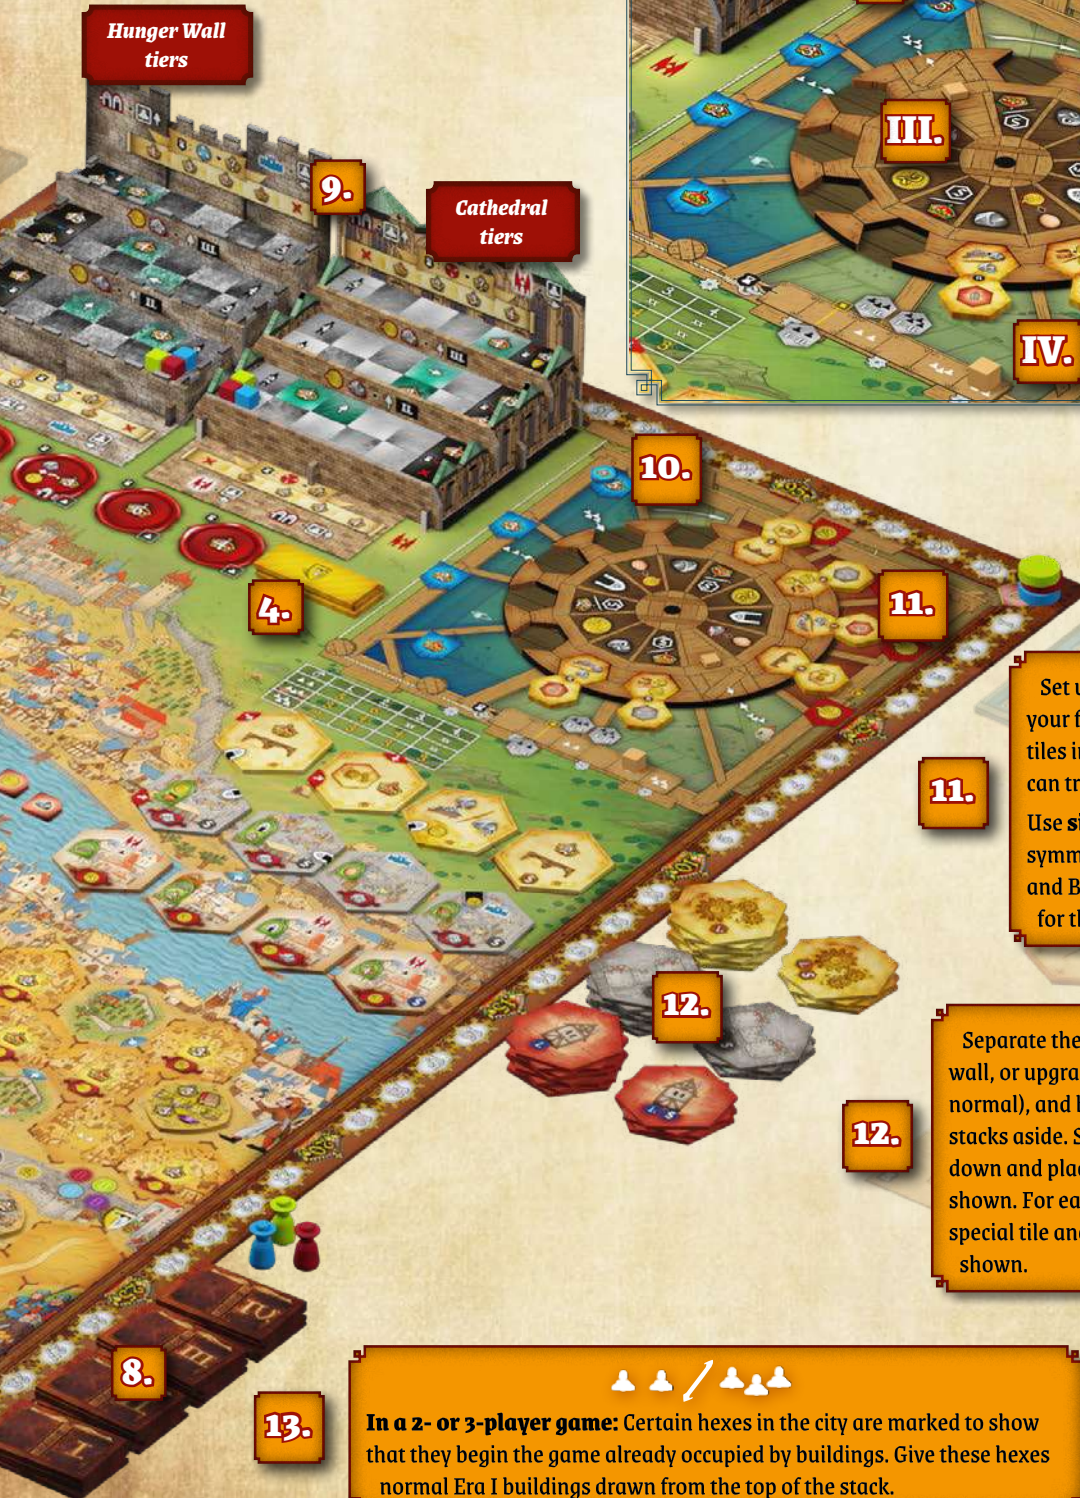 Hunger Wall
tiers
9.
Cathedral
tiers
III.
IV.
10.
11.
4.
11.
Set u
your f
tiles in
can tr
Use si
symm
and B
for th
12.
12.
Separate the
wall, or upgra
normal), and
stacks aside. S
down and plac
shown. For ea
special tile and
shown.
8.
13.
In a 2- or 3-player game: Certain hexes in the city are marked to show
that they begin the game already occupied by buildings. Give these hexes
normal Era I buildings drawn from the top of the stack.